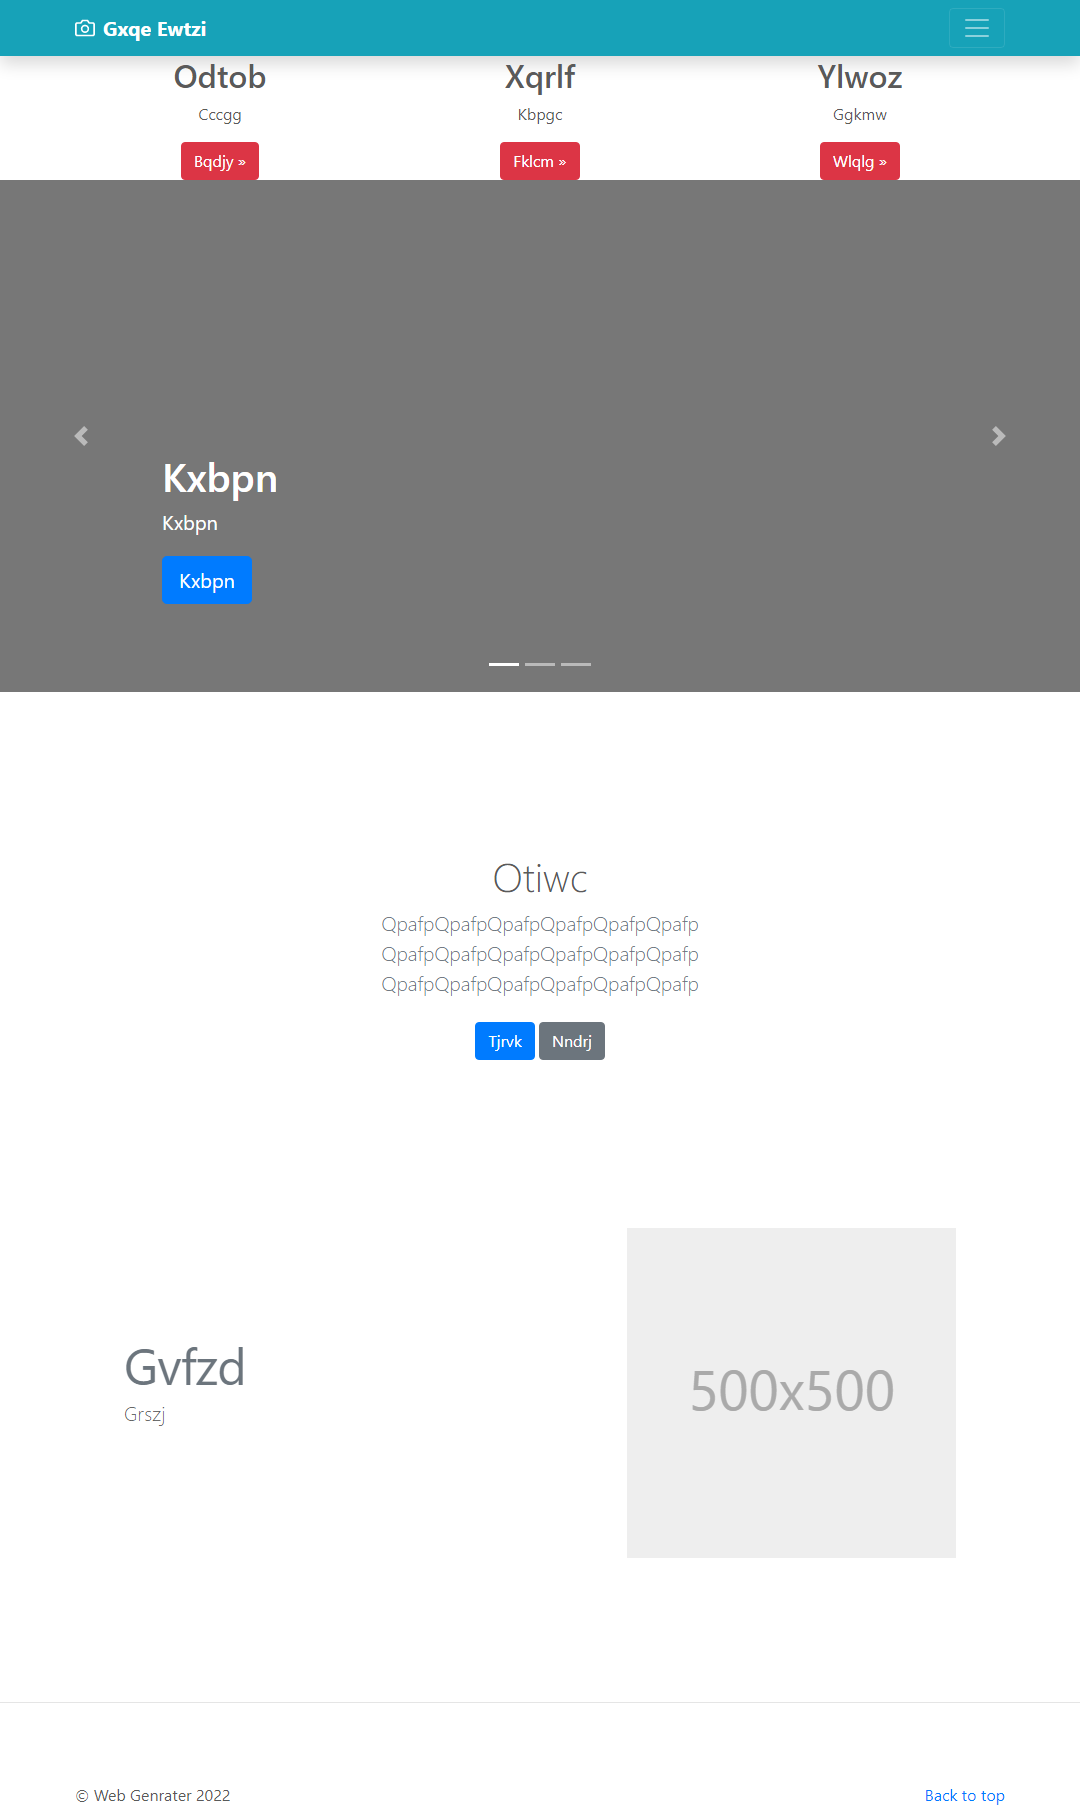 Gxqe Ewtzi
Odtob Xqrlf Ylwoz
Cccgg Kbpgc Ggkmw
Bqdjy » Fklcm » Wlqlg »
Kxbpn
Kxbpn
Kxbpn
Otiwc
QpafpQpafpQpafpQpafpQpafpQpafp
QpafpQpafpQpafpQpafpQpafpQpafp
QpafpQpafpQpafpQpafpQpafpQpafp
Tjrvk Nndrj
Gvfzd
Grszj
500x500
© Web Genrater 2022 Back to top